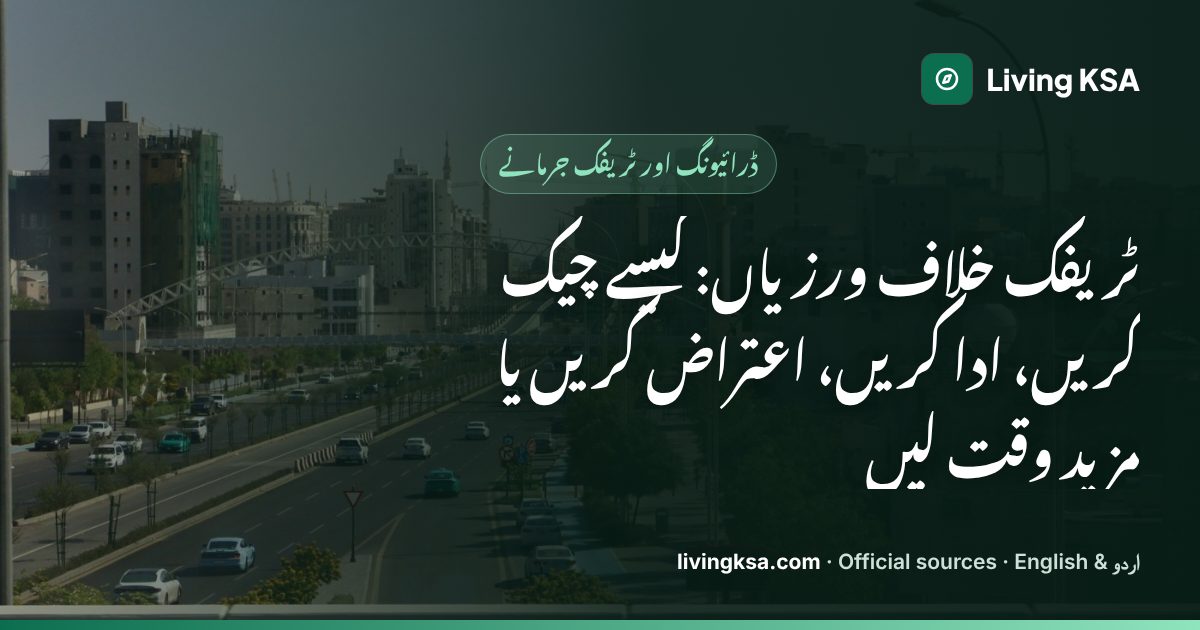 Living KSA
ڈرائیونگ اور ٹریفک جرمانے
ٹریفک خلاف ورزیاں: کیسے چیک
کریں، ادا کریں، اعتراض کریں یا
مزید وقت لیں
livingksa.com · Official sources · English & اردو